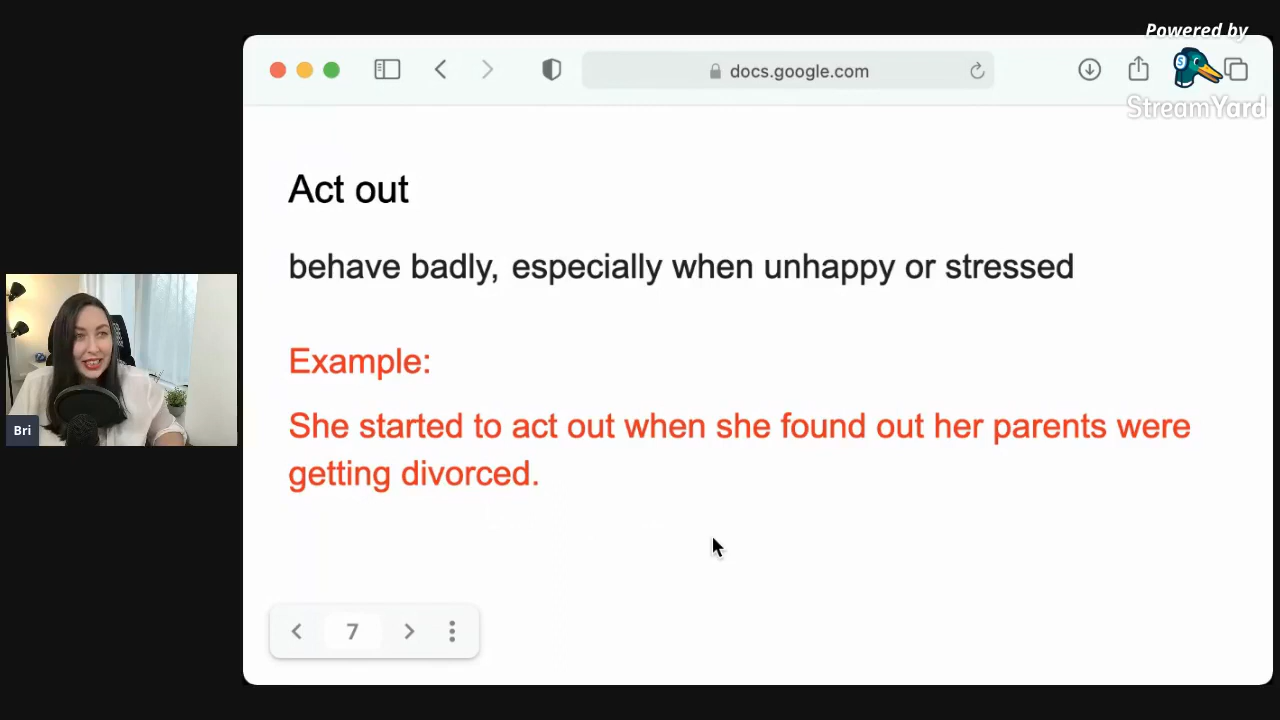 Powered by
docs.google.com
S
StreamYard
Act out
behave badly, especially when unhappy or stressed
Example:
She started to act out when she found out her parents were
getting divorced.
Bri
7